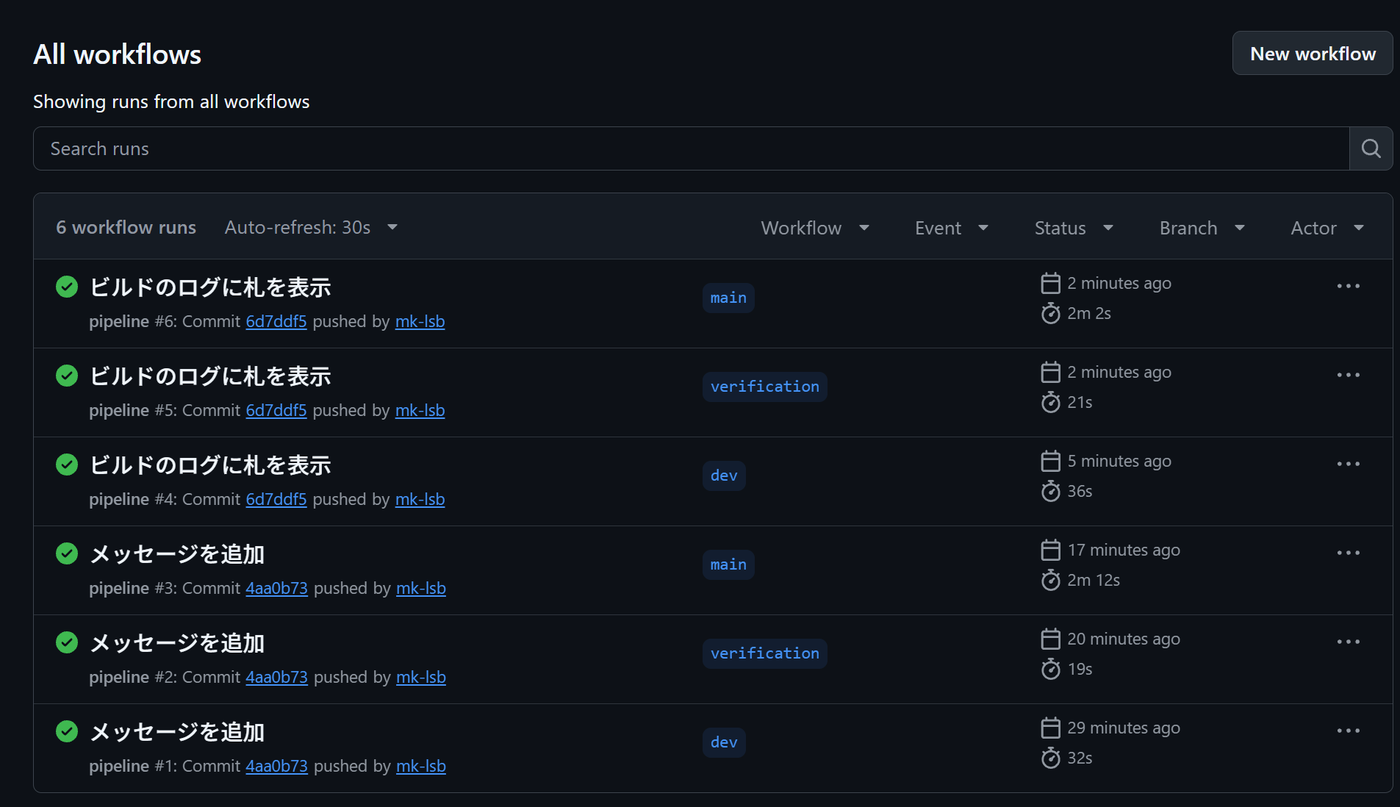 All workflows
New workflow
Showing runs from all workflows
Search runs
6 workflow runs Auto-refresh: 30s Workflow Event Status Branch Actor
ビルドのログに札を表示
pipeline #6: Commit 6d7ddf5 pushed by mk-lsb
main
2 minutes ago
2m 2s
ビルドのログに札を表示
pipeline #5: Commit 6d7ddf5 pushed by mk-lsb
verification
2 minutes ago
21s
ビルドのログに札を表示
pipeline #4: Commit 6d7ddf5 pushed by mk-lsb
dev
5 minutes ago
36s
メッセージを追加
pipeline #3: Commit 4aa0b73 pushed by mk-lsb
main
17 minutes ago
2m 12s
メッセージを追加
pipeline #2: Commit 4aa0b73 pushed by mk-lsb
verification
20 minutes ago
19s
メッセージを追加
pipeline #1: Commit 4aa0b73 pushed by mk-lsb
dev
29 minutes ago
32s